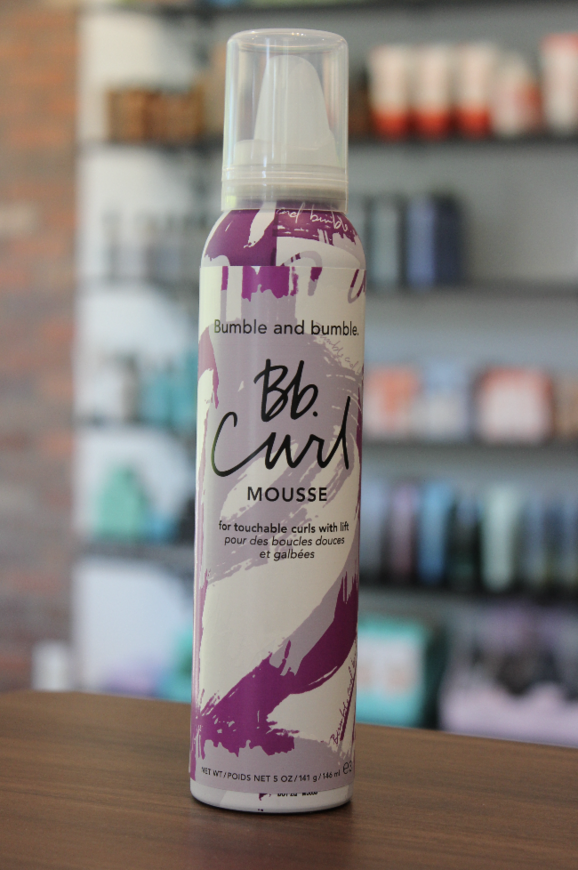 Bumble and bumble.
Bb.
Curl
MOUSSE
for touchable curls with lift
pour des boucles douces
et galbées
NET WT/POIDS NET 5 OZ/141 g/146 ml